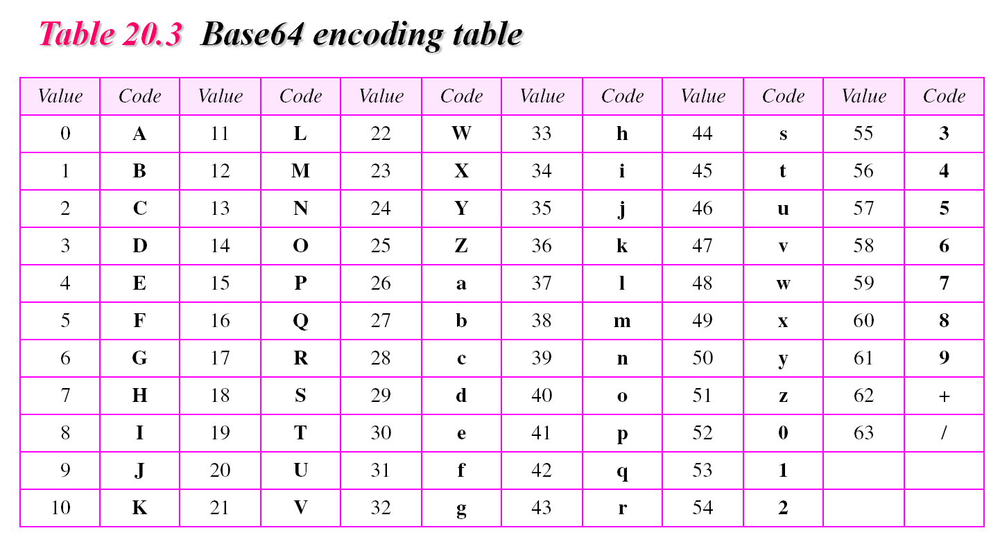 Table 20.3 Base64 encoding table
Value Code Value Code Value Code Value Code Value Code Value Code
0 A 11 L 22 W 33 h 44 s 55 3
1 B 12 M 23 X 34 i 45 t 56 4
2 C 13 N 24 Y 35 j 46 u 57 5
3 D 14 O 25 Z 36 k 47 v 58 6
4 E 15 P 26 a 37 l 48 w 59 7
5 F 16 Q 27 b 38 m 49 x 60 8
6 G 17 R 28 c 39 n 50 y 61 9
7 H 18 S 29 d 40 o 51 z 62 +
8 I 19 T 30 e 41 p 52 0 63 /
9 J 20 U 31 f 42 q 53 1
10 K 21 V 32 g 43 r 54 2